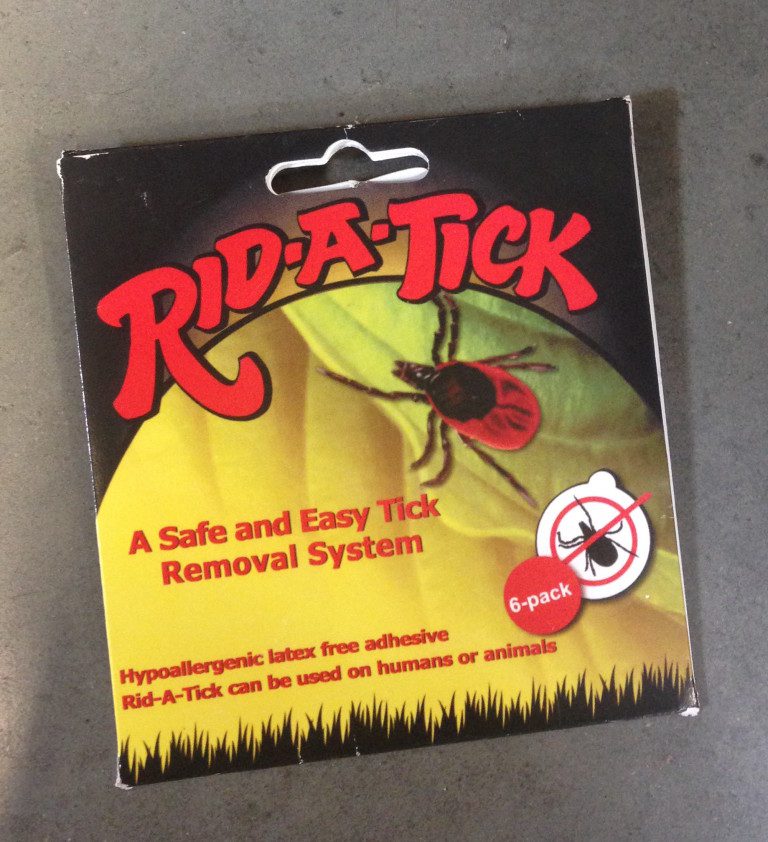 RID-A-TICK
A Safe and Easy Tick
Removal System
6-pack
Hypoallergenic latex free adhesive
Rid-A-Tick can be used on humans or animals